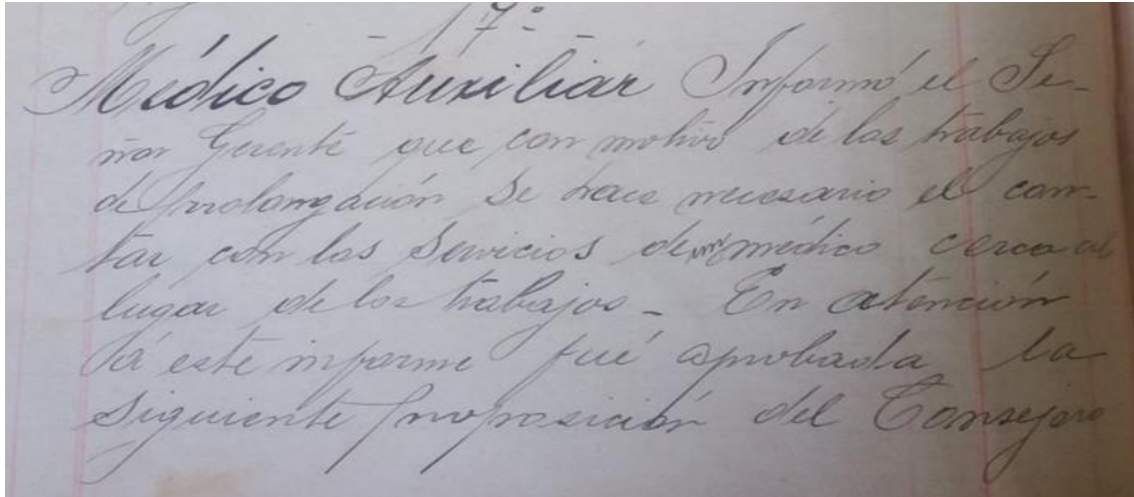 - 17º -
Médico Auxiliar Informó el Se-
ñor Gerente que con motivo de los trabajos
de prolongación se hace necesario el con-
tar con los servicios de un médico cerca al
lugar de los trabajos - En atención
á este informe fué aprobada la
siguiente proposición del Consejero